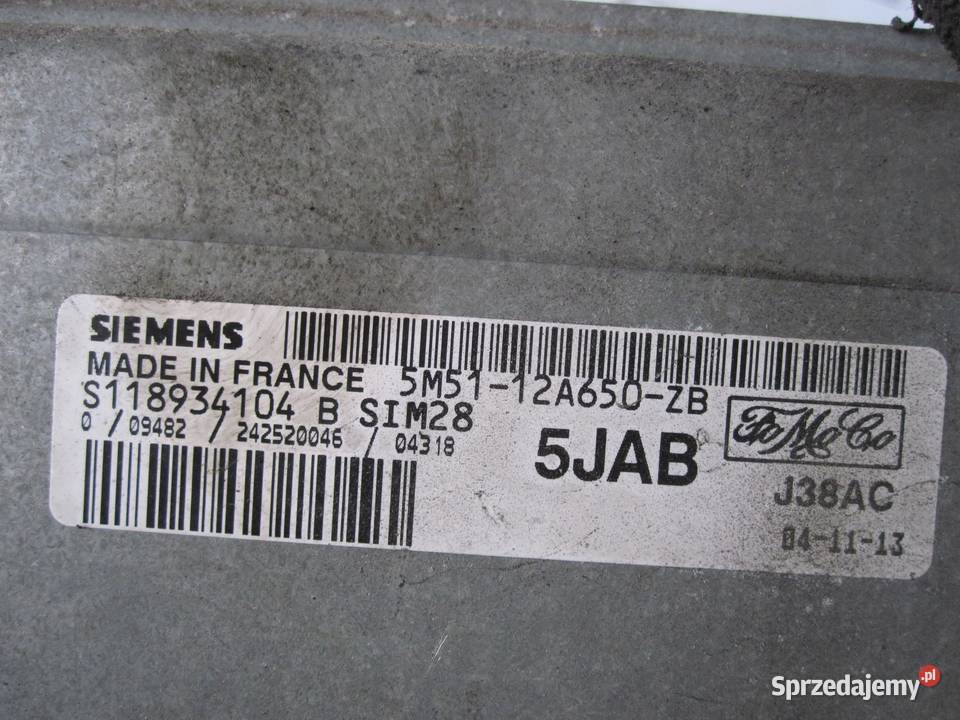 SIEMENS
MADE IN FRANCE 5M51-12A650-ZB
S118934104 B SIM28
0 / 09482 / 242520046 / 04318
5JAB
FoMoCo
J38AC
04-11-13
Sprzedajemy.pl